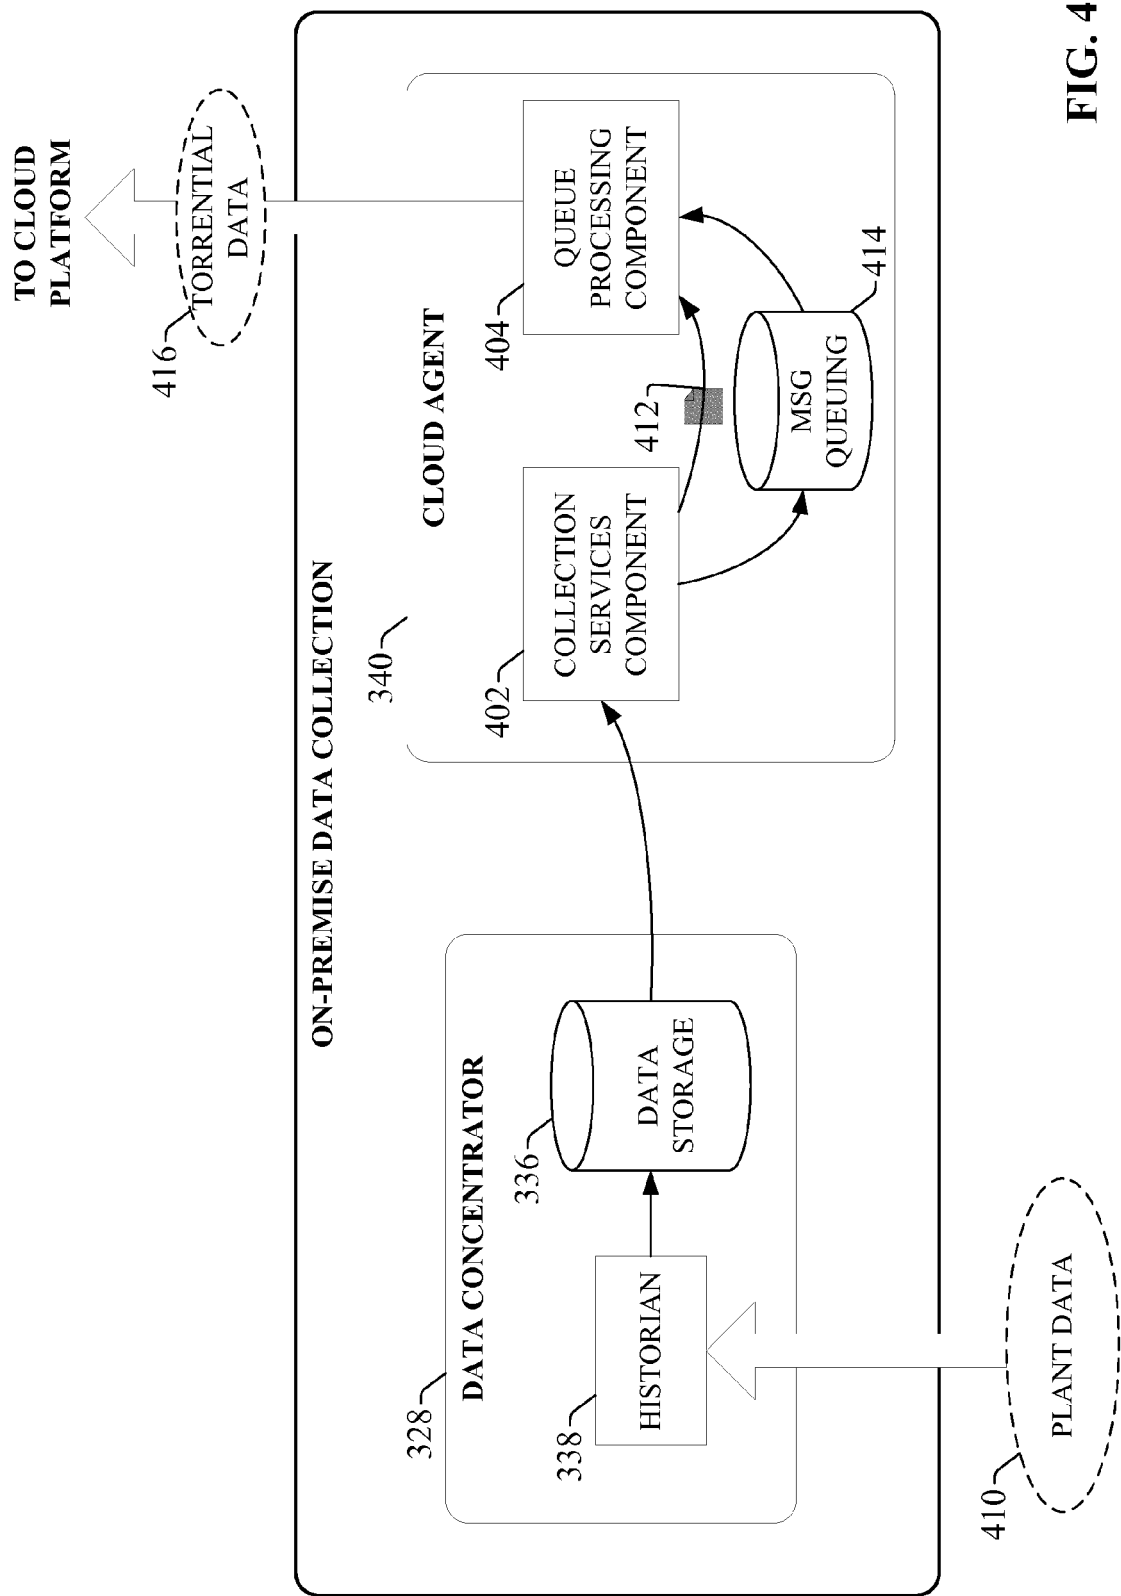 TO CLOUD
PLATFORM
416
TORRENTIAL
DATA
ON-PREMISE DATA COLLECTION
340
CLOUD AGENT
404
QUEUE
PROCESSING
COMPONENT
402
COLLECTION
SERVICES
COMPONENT
412
MSG
QUEUING
414
328
DATA CONCENTRATOR
336
DATA
STORAGE
338
HISTORIAN
410
PLANT DATA
FIG. 4